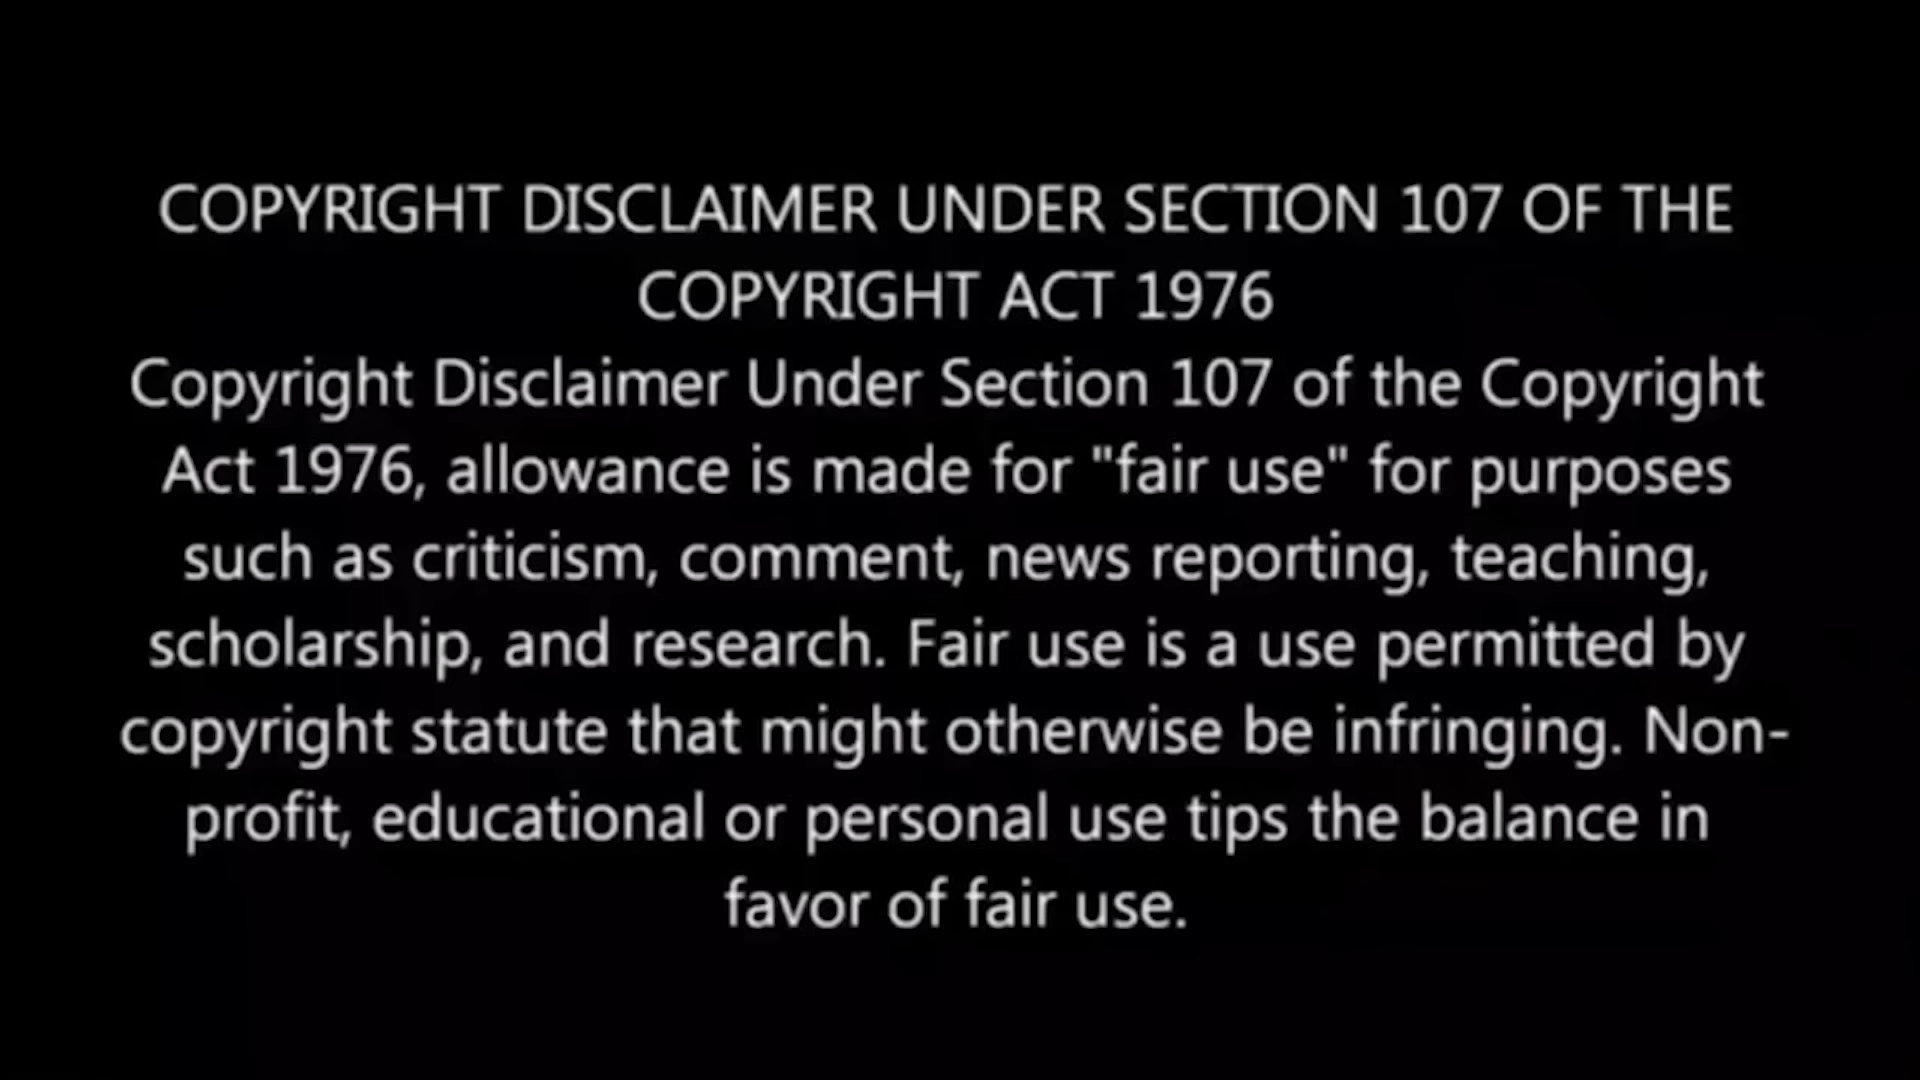 COPYRIGHT DISCLAIMER UNDER SECTION 107 OF THE
COPYRIGHT ACT 1976
Copyright Disclaimer Under Section 107 of the Copyright
Act 1976, allowance is made for "fair use" for purposes
such as criticism, comment, news reporting, teaching,
scholarship, and research. Fair use is a use permitted by
copyright statute that might otherwise be infringing. Non-
profit, educational or personal use tips the balance in
favor of fair use.